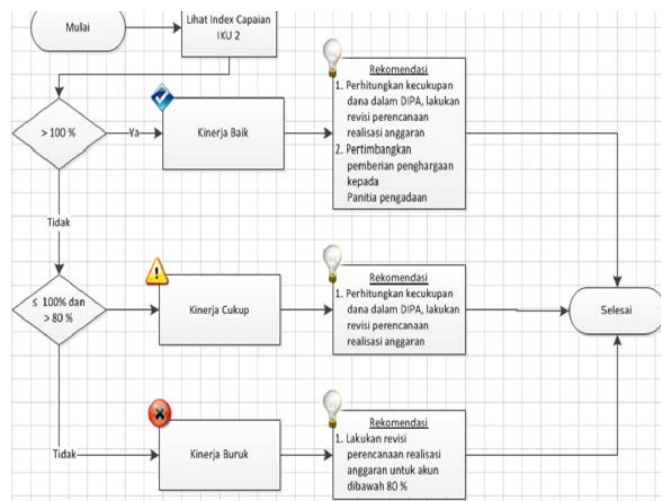 Mulai
Lihat Index Capaian
IKU 2
> 100 %
Ya
Kinerja Baik
Rekomendasi
1. Perhitungkan kecukupan
dana dalam DIPA, lakukan
revisi perencanaan
realisasi anggaran
2. Pertimbangkan
pemberian penghargaan
kepada
Panitia pengadaan
Tidak
≤ 100% dan
> 80 %
Kinerja Cukup
Rekomendasi
1. Perhitungkan kecukupan
dana dalam DIPA, lakukan
revisi perencanaan
realisasi anggaran
Selesai
Tidak
Kinerja Buruk
Rekomendasi
1. Lakukan revisi
perencanaan realisasi
anggaran untuk akun
dibawah 80 %